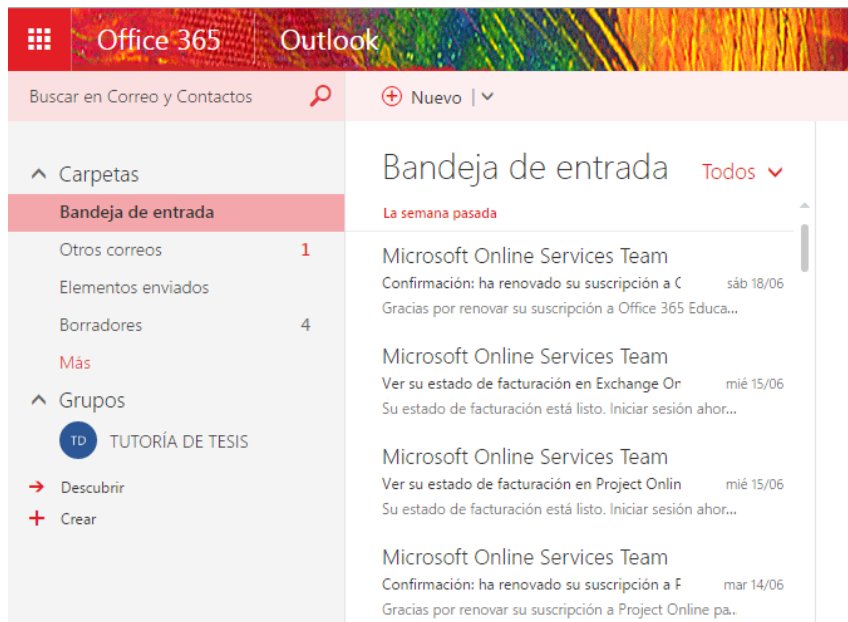 Office 365 Outlook
Buscar en Correo y Contactos
Nuevo
Carpetas
Bandeja de entrada
Otros correos 1
Elementos enviados
Borradores 4
Más
Grupos
TD TUTORÍA DE TESIS
Descubrir
Crear
Bandeja de entrada Todos
La semana pasada
Microsoft Online Services Team
Confirmación: ha renovado su suscripción a sáb 18/06
Gracias por renovar su suscripción a Office 365 Educa...
Microsoft Online Services Team
Ver su estado de facturación en Exchange mié 15/06
Su estado de facturación está listo. Iniciar sesión ahor...
Microsoft Online Services Team
Ver su estado de facturación en Project Onlin mié 15/06
Su estado de facturación está listo. Iniciar sesión ahor...
Microsoft Online Services Team
Confirmación: ha renovado su suscripción a mar 14/06
Gracias por renovar su suscripción a Project Online pa...